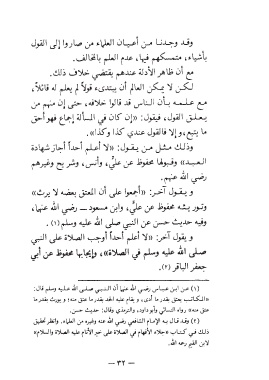 وقد وجدنا من أعيان العلماء من صاروا إلى القول
بأشياء، متمسكهم فيها، عدم العلم بالمخالف.
مع أن ظاهر الأدلة عندهم يقتضي خلاف ذلك.
لكن لا يمكن العالم أن يبتدىء قولاً لم يعلم له قائلاً،
مع علمه بأن الناس قد قالوا خلافه، حتى إن منهم من
يعلق القول، فيقول: «إن كان في المسألة إجماع فهو أحق
ما يتبع، وإلا فالقول عندي كذا وكذا».
وذلك مثل من يقول: «لا أعلم أحداً أجاز شهادة
العبد» وقبولها محفوظ عن علي، وأنس، وشريح وغيرهم
رضي الله عنهم.
ويقول آخر: «أجمعوا على أن المعتق بعضه لا يرث»
وتوريثه محفوظ عن علي، وابن مسعود ــ رضي الله عنهما،
وفيه حديث حسن عن النبي صلى الله عليه وسلم (١).
و يقول آخر: «لا أعلم أحداً أوجب الصلاة على النبي
صلى الله عليه وسلم في الصلاة»، وإيجابها محفوظ عن أبي
جعفر الباقر (٢).
(١) عن ابن عباس رضي الله عنهما أن النبي صلى الله عليه وسلم قال:
«المكاتب يعتق بقدر ما أدى، و يقام عليه الحد بقدر ما عتق منه؛ و يورث بقدر ما
عتق منه» رواه النسائي وأبو داود، والترمذي وقال: حديث حسن.
(٢) وقد قال به الإمام الشافعي رضي الله عنه وغيره من العلماء. وانظر تحقيق
ذلك في كتاب «جلاء الأفهام في الصلاة على خير الأنام عليه الصلاة والسلام»
لابن القيم رحمه الله.
— ٣٢ —